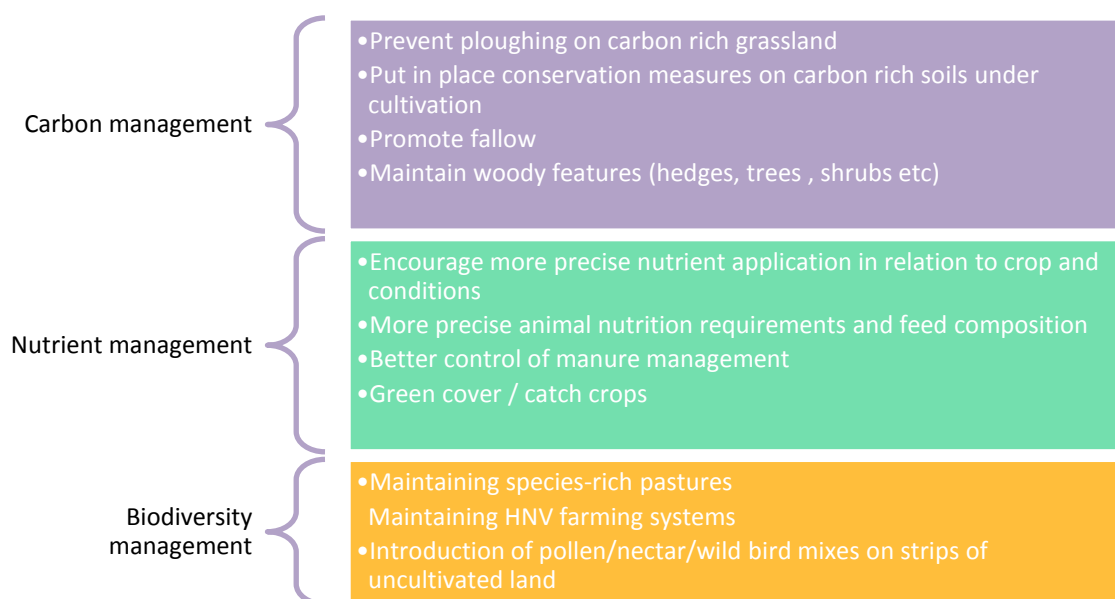 Carbon management
•Prevent ploughing on carbon rich grassland
•Put in place conservation measures on carbon rich soils under
cultivation
•Promote fallow
•Maintain woody features (hedges, trees , shrubs etc)
Nutrient management
•Encourage more precise nutrient application in relation to crop and
conditions
•More precise animal nutrition requirements and feed composition
•Better control of manure management
•Green cover / catch crops
Biodiversity
management
•Maintaining species-rich pastures
Maintaining HNV farming systems
•Introduction of pollen/nectar/wild bird mixes on strips of
uncultivated land